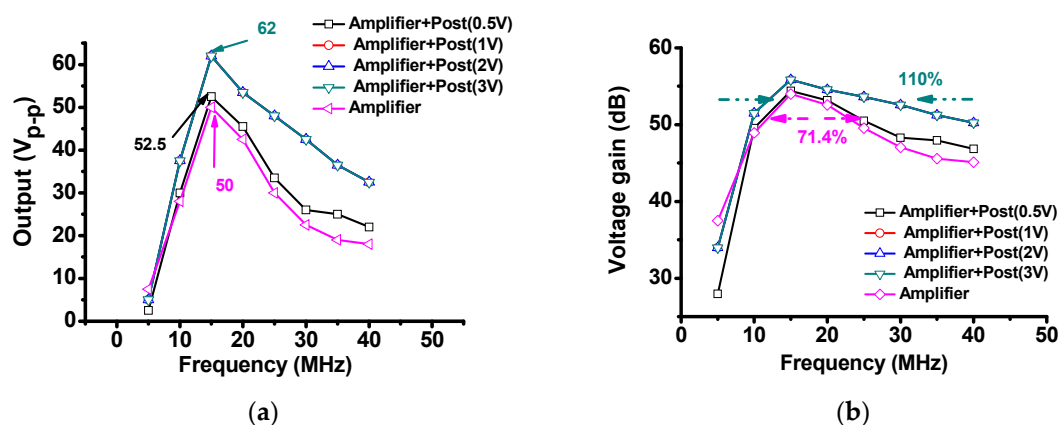 62
Amplifier+Post(0.5V)
Amplifier+Post(1V)
Amplifier+Post(2V)
Amplifier+Post(3V)
Amplifier
52.5
50
Output (Vp-p)
60
50
40
30
20
10
0
0 10 20 30 40 50
Frequency (MHz)
(a)
110%
71.4%
Amplifier+Post(0.5V)
Amplifier+Post(1V)
Amplifier+Post(2V)
Amplifier+Post(3V)
Amplifier
Voltage gain (dB)
60
50
40
30
0 10 20 30 40 50
Frequency (MHz)
(b)